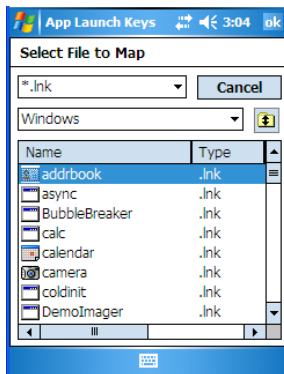 App Launch Keys 3:04 ok
Select File to Map
*.lnk Cancel
Windows
Name Type
addrbook .lnk
async .lnk
BubbleBreaker .lnk
calc .lnk
calendar .lnk
camera .lnk
coldinit .lnk
DemoImager .lnk